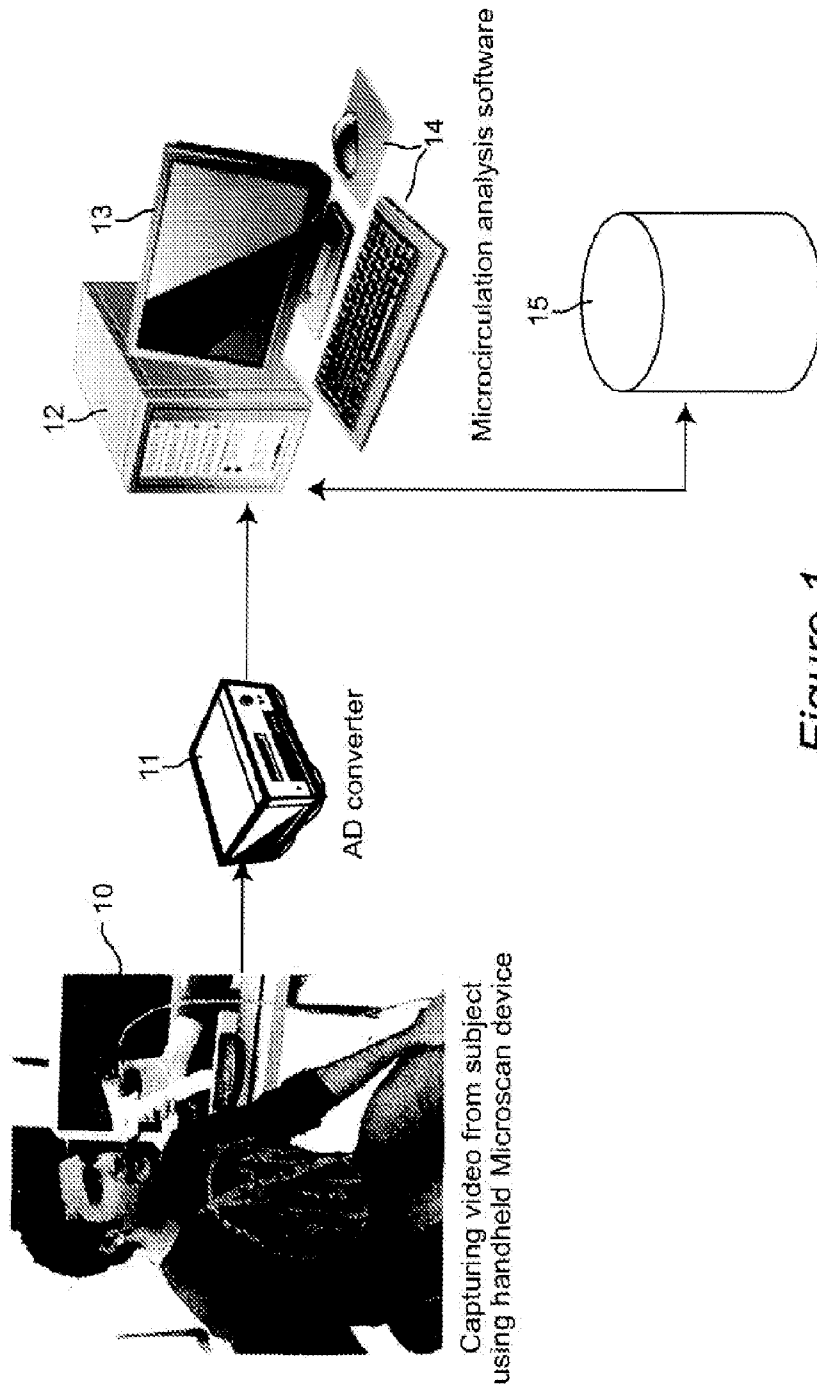 10
Capturing video from subject
using handheld Microscan device
11
AD converter
12
13
14
Microcirculation analysis software
15
Figure 1